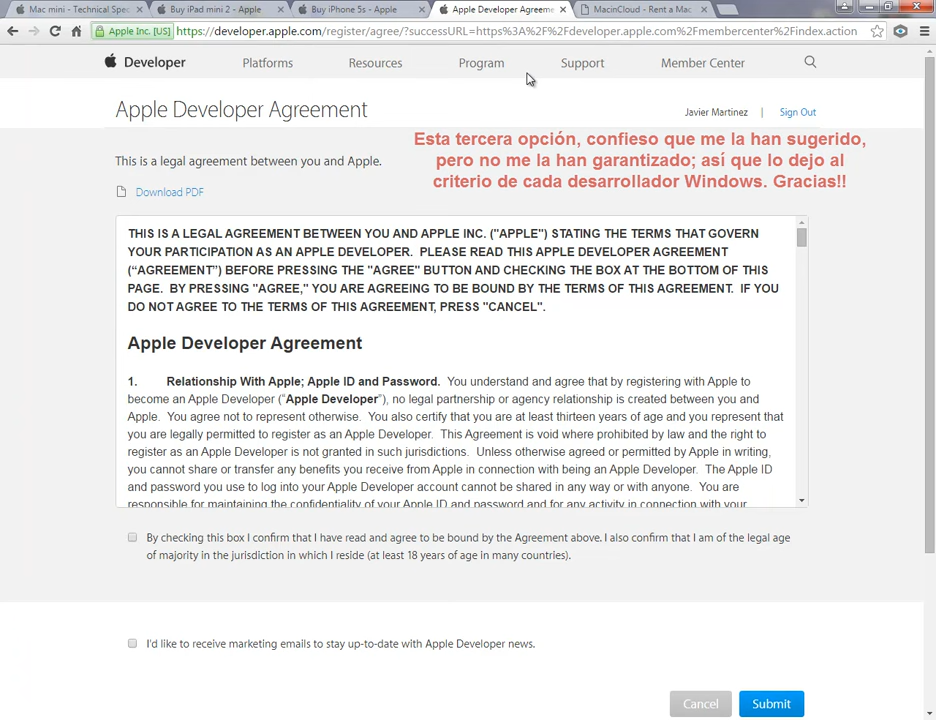 Mac mini - Technical Spec
Buy iPad mini 2 - Apple
Buy iPhone 5s - Apple
Apple Developer Agreeme
MacinCloud - Rent a Mac
Apple Inc. [US]
https://developer.apple.com/register/agree/?successURL=https%3A%2F%2Fdeveloper.apple.com%2Fmembercenter%2Findex.action
Developer
Platforms
Resources
Program
Support
Member Center
Apple Developer Agreement
Javier Martinez | Sign Out
Esta tercera opción, confieso que me la han sugerido,
pero no me la han garantizado; así que lo dejo al
criterio de cada desarrollador Windows. Gracias!!
This is a legal agreement between you and Apple.
Download PDF
THIS IS A LEGAL AGREEMENT BETWEEN YOU AND APPLE INC. ("APPLE") STATING THE TERMS THAT GOVERN
YOUR PARTICIPATION AS AN APPLE DEVELOPER. PLEASE READ THIS APPLE DEVELOPER AGREEMENT
(“AGREEMENT”) BEFORE PRESSING THE "AGREE" BUTTON AND CHECKING THE BOX AT THE BOTTOM OF THIS
PAGE. BY PRESSING "AGREE," YOU ARE AGREEING TO BE BOUND BY THE TERMS OF THIS AGREEMENT. IF YOU
DO NOT AGREE TO THE TERMS OF THIS AGREEMENT, PRESS "CANCEL".
Apple Developer Agreement
1. Relationship With Apple; Apple ID and Password. You understand and agree that by registering with Apple to
become an Apple Developer (“Apple Developer”), no legal partnership or agency relationship is created between you and
Apple. You agree not to represent otherwise. You also certify that you are at least thirteen years of age and you represent that
you are legally permitted to register as an Apple Developer. This Agreement is void where prohibited by law and the right to
register as an Apple Developer is not granted in such jurisdictions. Unless otherwise agreed or permitted by Apple in writing,
you cannot share or transfer any benefits you receive from Apple in connection with being an Apple Developer. The Apple ID
and password you use to log into your Apple Developer account cannot be shared in any way or with anyone. You are
responsible for maintaining the confidentiality of your Apple ID and password and for any activity in connection with your
By checking this box I confirm that I have read and agree to be bound by the Agreement above. I also confirm that I am of the legal age
of majority in the jurisdiction in which I reside (at least 18 years of age in many countries).
I'd like to receive marketing emails to stay up-to-date with Apple Developer news.
Cancel
Submit